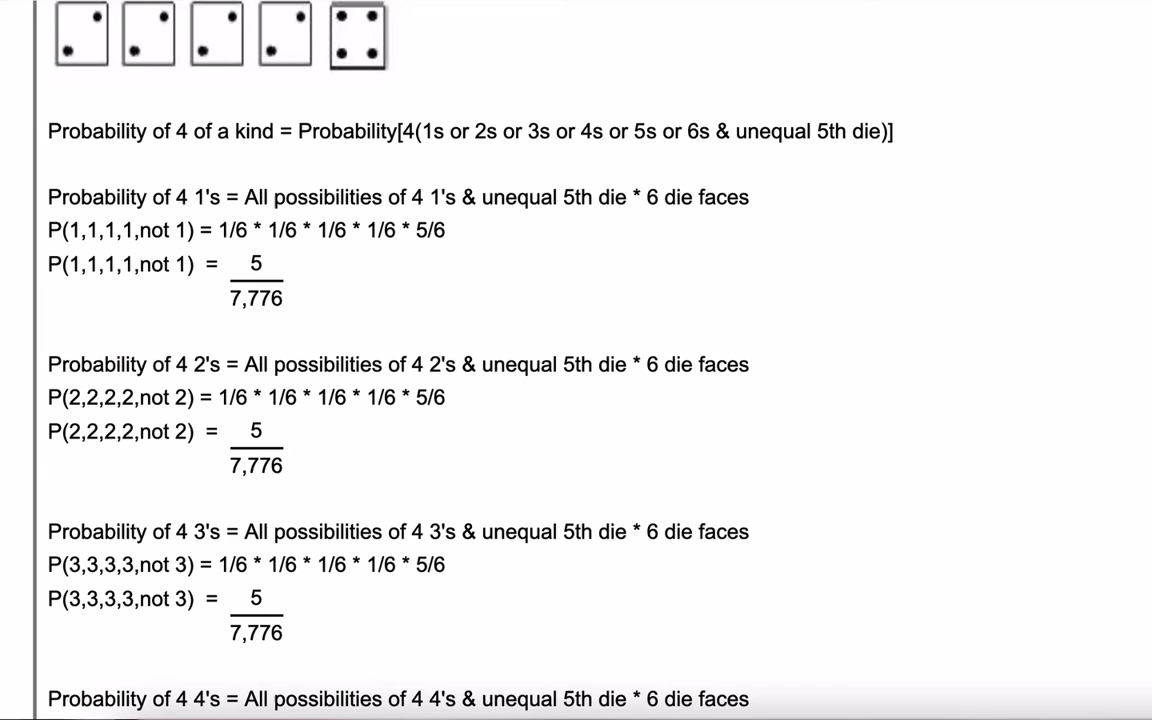 Probability of 4 of a kind = Probability[4(1s or 2s or 3s or 4s or 5s or 6s & unequal 5th die)]
Probability of 4 1's = All possibilities of 4 1's & unequal 5th die * 6 die faces
P(1,1,1,1,not 1) = 1/6 * 1/6 * 1/6 * 1/6 * 5/6
P(1,1,1,1,not 1) = 5
7,776
Probability of 4 2's = All possibilities of 4 2's & unequal 5th die * 6 die faces
P(2,2,2,2,not 2) = 1/6 * 1/6 * 1/6 * 1/6 * 5/6
P(2,2,2,2,not 2) = 5
7,776
Probability of 4 3's = All possibilities of 4 3's & unequal 5th die * 6 die faces
P(3,3,3,3,not 3) = 1/6 * 1/6 * 1/6 * 1/6 * 5/6
P(3,3,3,3,not 3) = 5
7,776
Probability of 4 4's = All possibilities of 4 4's & unequal 5th die * 6 die faces